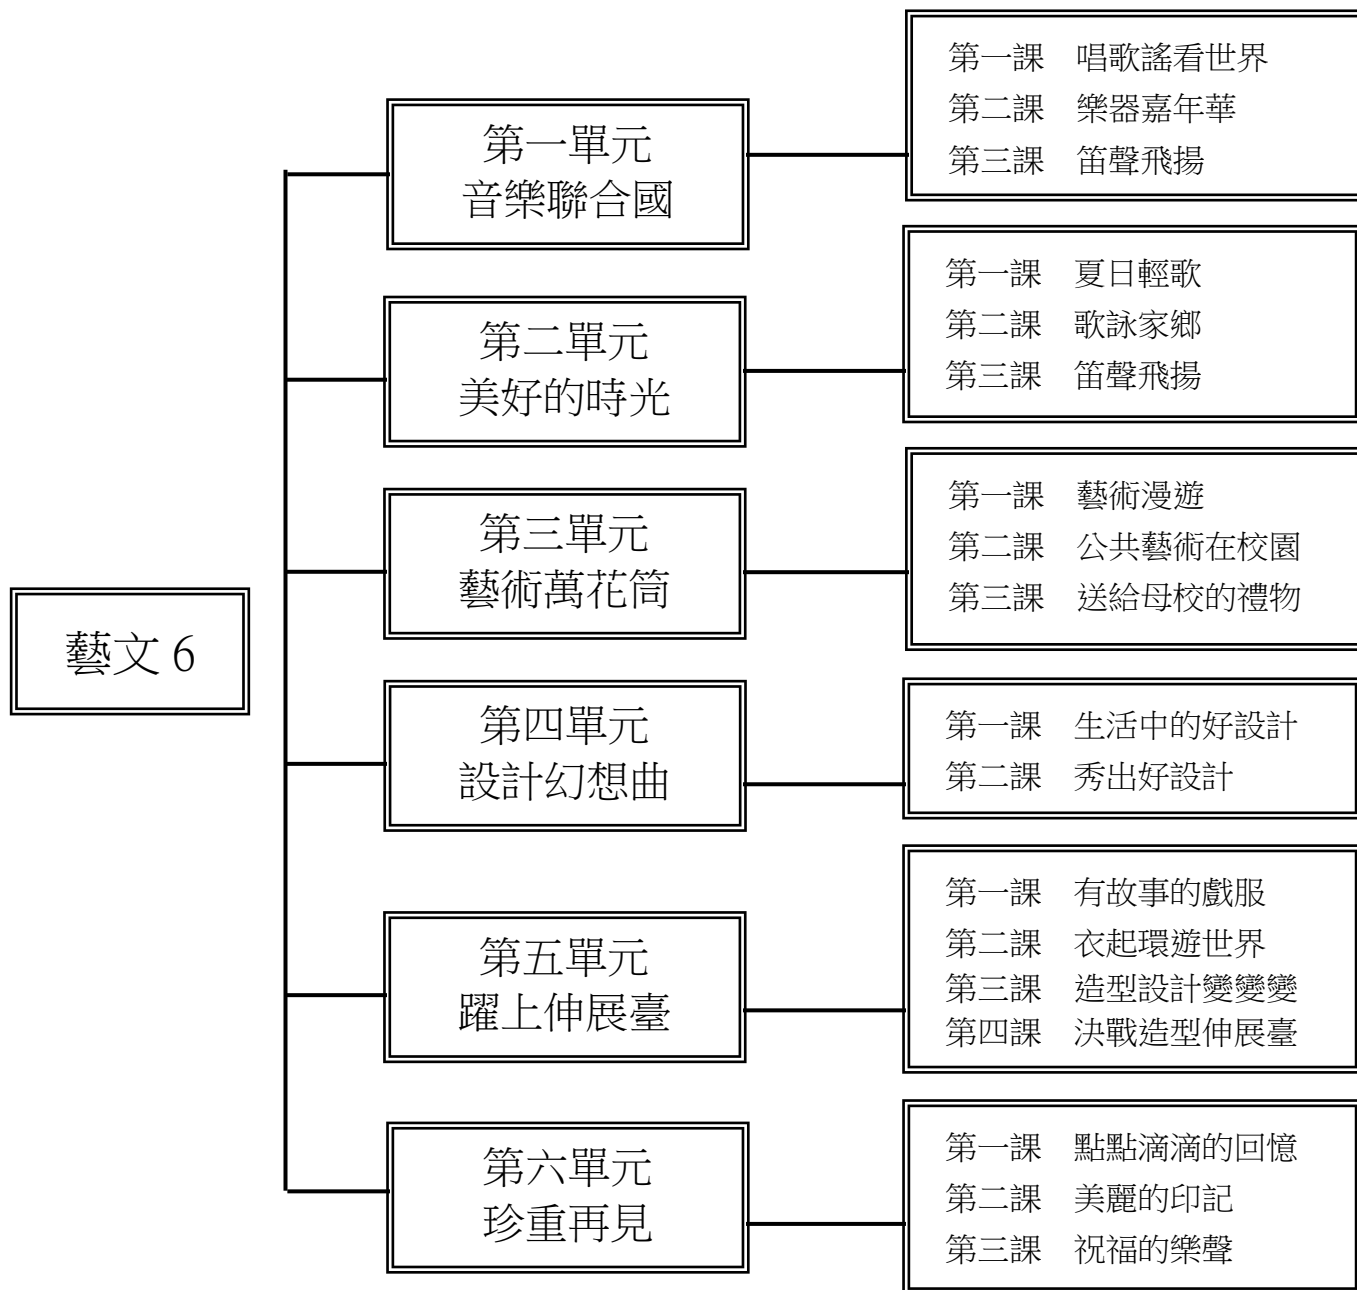 藝文 6
第一單元
音樂聯合國
第一課 唱歌謠看世界
第二課 樂器嘉年華
第三課 笛聲飛揚
第二單元
美好的時光
第一課 夏日輕歌
第二課 歌詠家鄉
第三課 笛聲飛揚
第三單元
藝術萬花筒
第一課 藝術漫遊
第二課 公共藝術在校園
第三課 送給母校的禮物
第四單元
設計幻想曲
第一課 生活中的好設計
第二課 秀出好設計
第五單元
躍上伸展臺
第一課 有故事的戲服
第二課 衣起環遊世界
第三課 造型設計變變變
第四課 決戰造型伸展臺
第六單元
珍重再見
第一課 點點滴滴的回憶
第二課 美麗的印記
第三課 祝福的樂聲